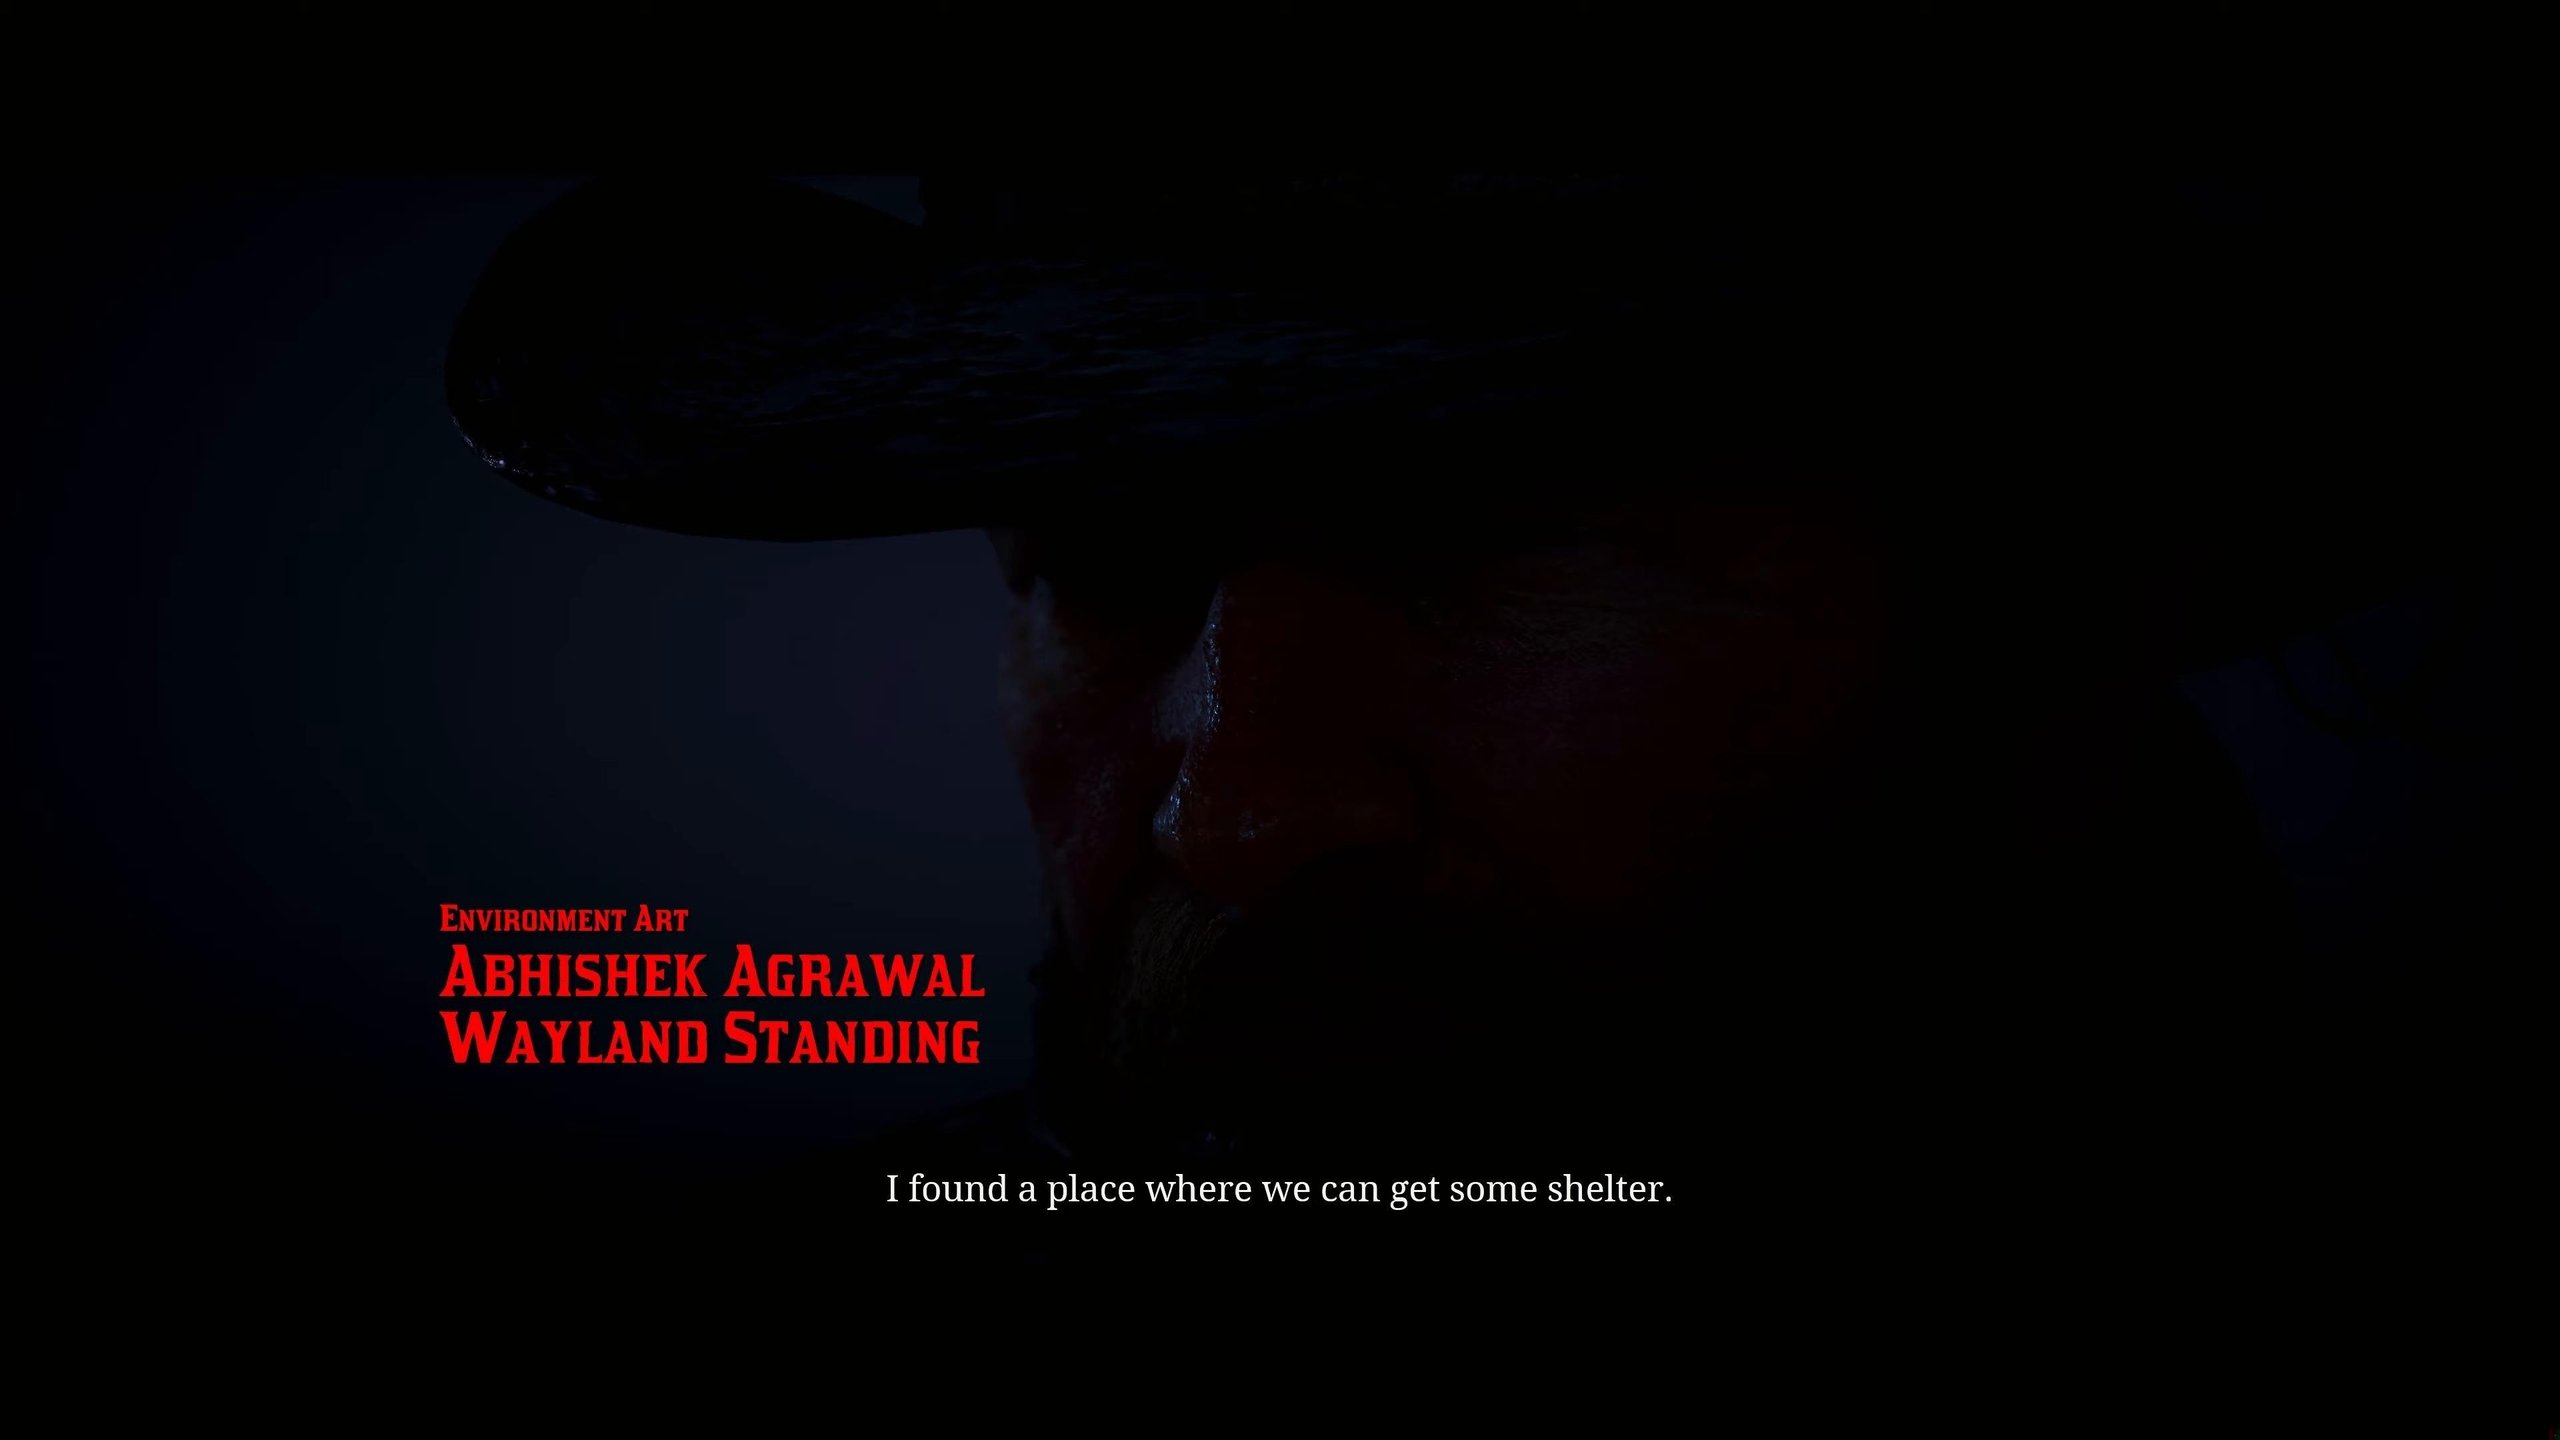 Environment Art
Abhishek Agrawal
Wayland Standing
I found a place where we can get some shelter.